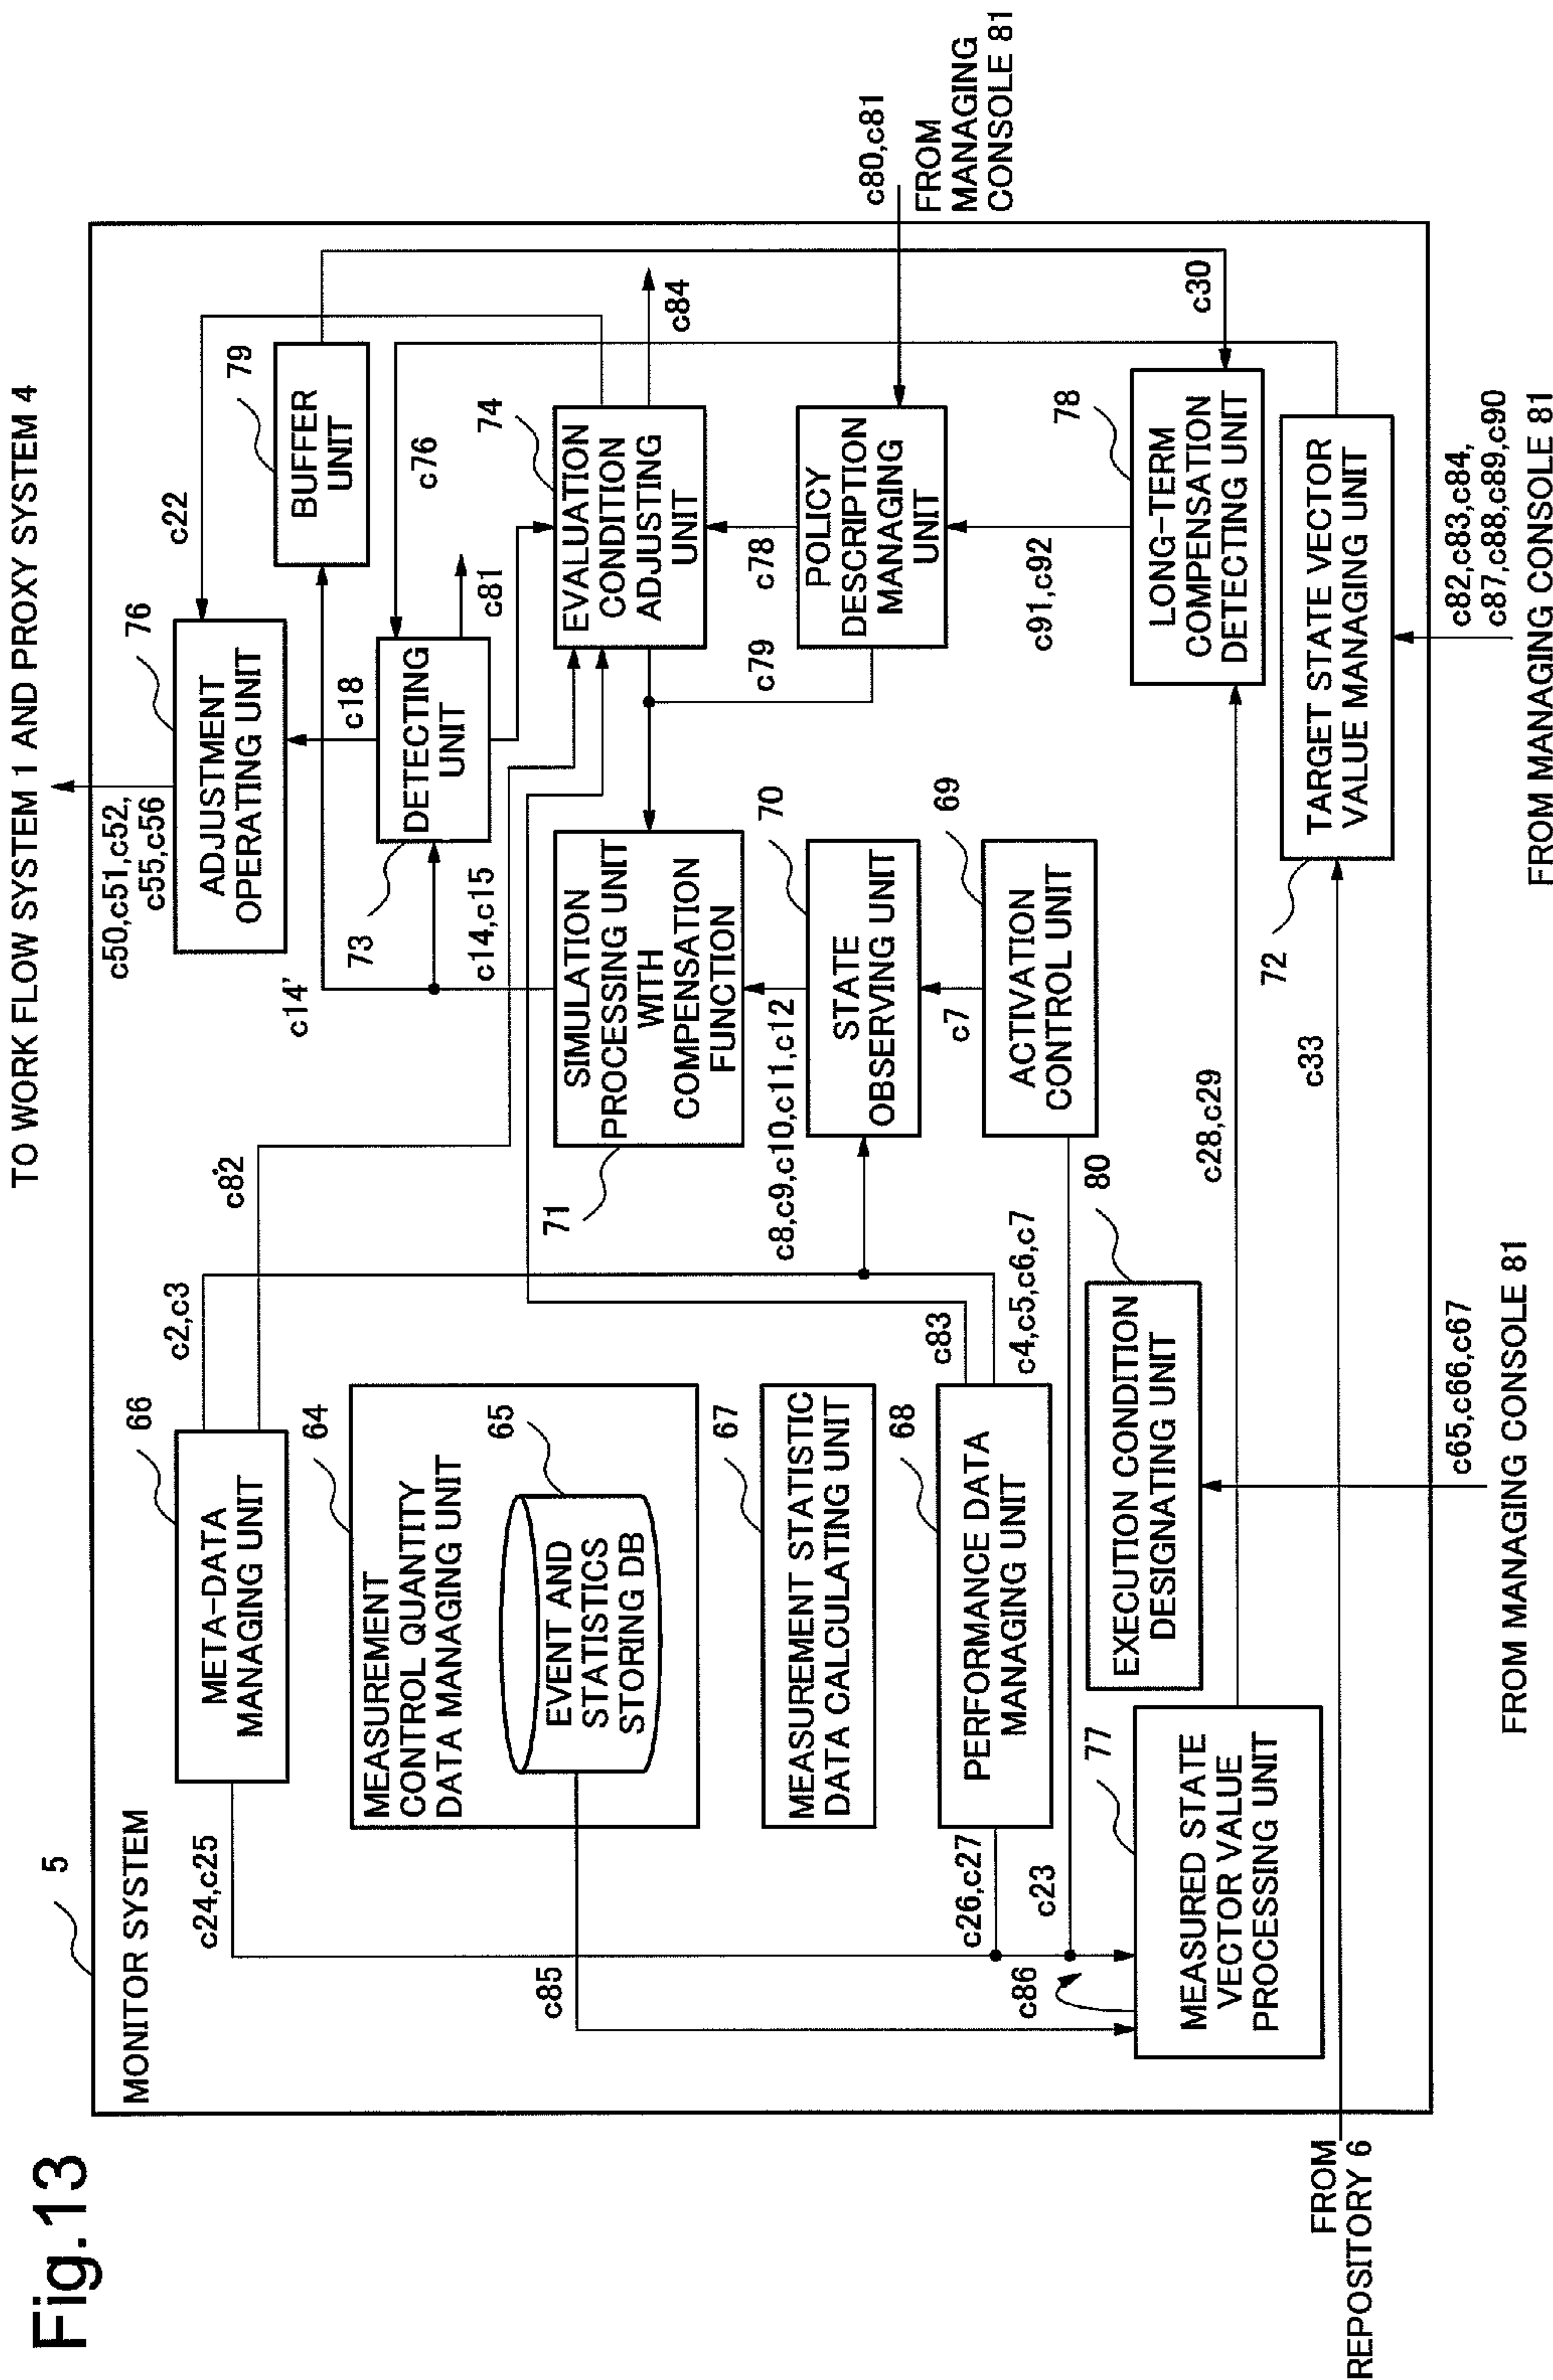 Fig.13
TO WORK FLOW SYSTEM 1 AND PROXY SYSTEM 4
5
MONITOR SYSTEM
c24,c25
66
META-DATA
MANAGING UNIT
c2,c3
c82
c50,c51,c52,
c55,c56
76
ADJUSTMENT
OPERATING UNIT
c22
c14'
c18
79
BUFFER
UNIT
64
MEASUREMENT
CONTROL QUANTITY
DATA MANAGING UNIT
65
EVENT AND
STATISTICS
STORING DB
c85
73
DETECTING
UNIT
c76
c81
c14,c15
71
SIMULATION
PROCESSING UNIT
WITH
COMPENSATION
FUNCTION
74
EVALUATION
CONDITION
ADJUSTING
UNIT
c84
67
MEASUREMENT STATISTIC
DATA CALCULATING UNIT
c8,c9,c10,c11,c12
70
STATE
OBSERVING UNIT
c79
c78
POLICY
DESCRIPTION
MANAGING
UNIT
c80,c81
FROM
MANAGING
CONSOLE 81
68
PERFORMANCE DATA
MANAGING UNIT
c83
c4,c5,c6,c7
c26,c27
c23
c86
c7
69
ACTIVATION
CONTROL UNIT
c91,c92
80
EXECUTION CONDITION
DESIGNATING UNIT
77
MEASURED STATE
VECTOR VALUE
PROCESSING UNIT
c28,c29
78
LONG-TERM
COMPENSATION
DETECTING UNIT
c30
72
TARGET STATE VECTOR
VALUE MANAGING UNIT
c33
FROM
REPOSITORY 6
c65,c66,c67
FROM MANAGING CONSOLE 81
c82,c83,c84,
c87,c88,c89,c90
FROM MANAGING CONSOLE 81